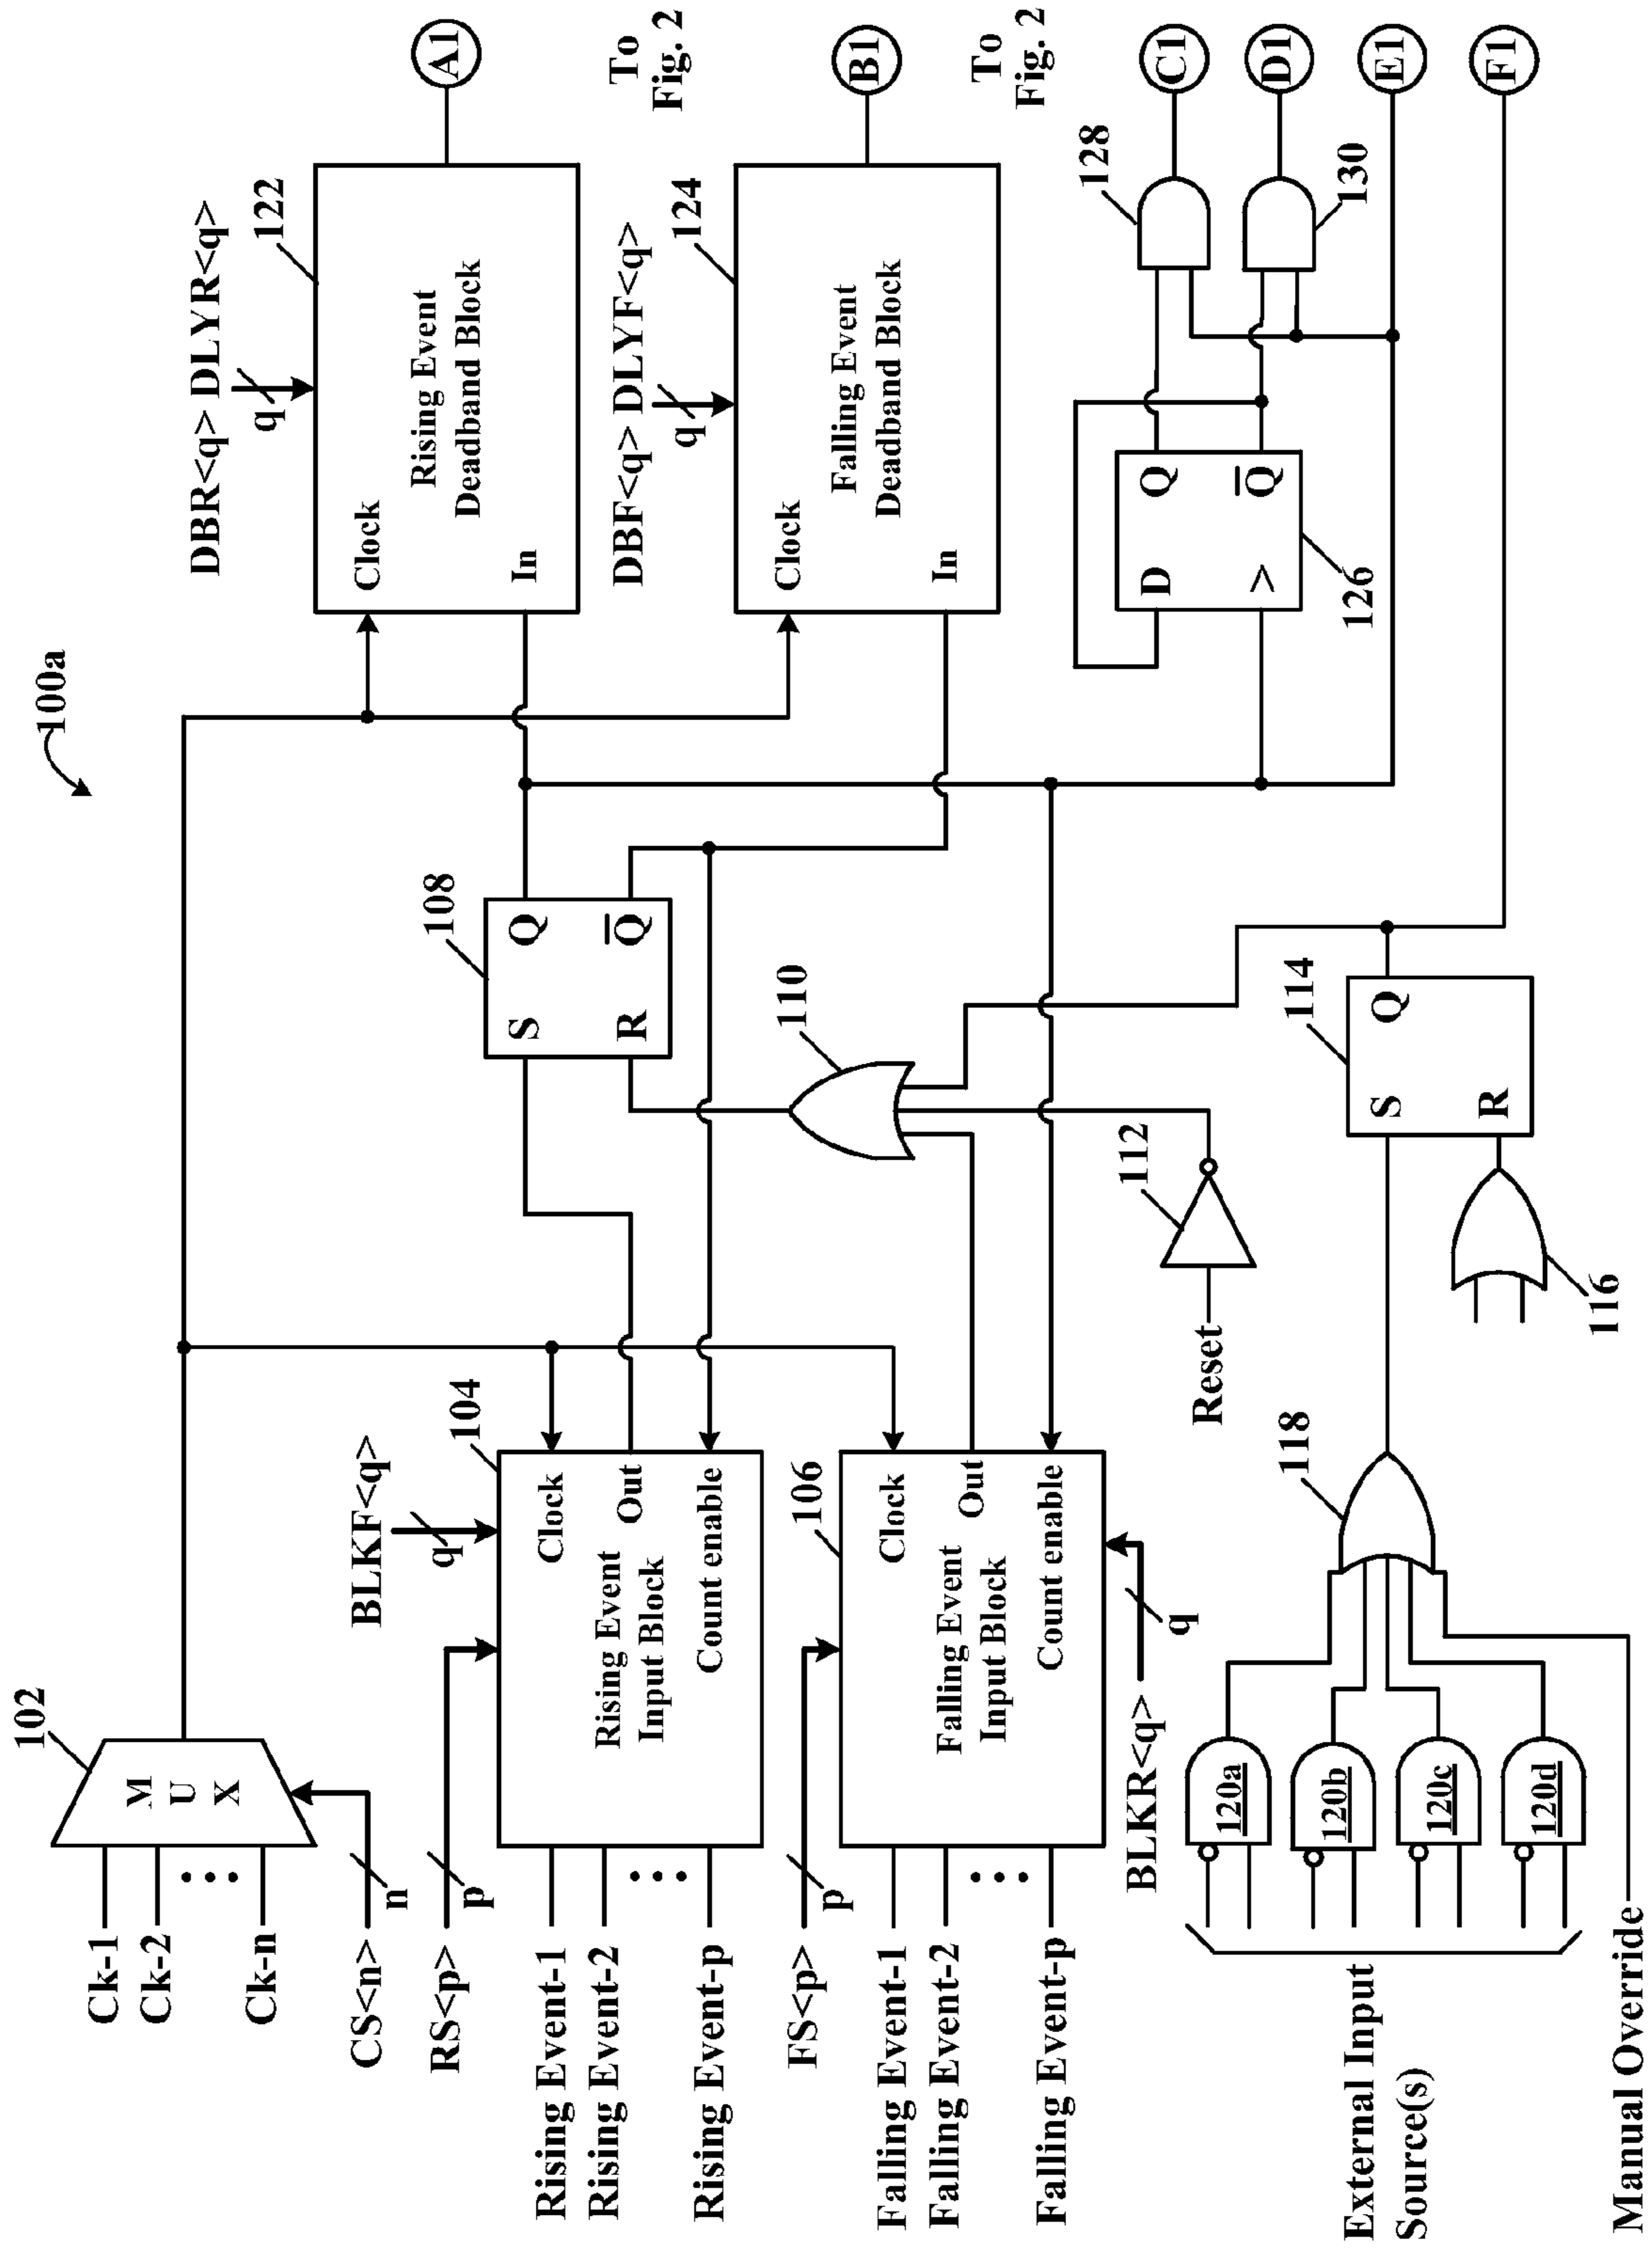 100a
102
M
U
X
Ck-1
Ck-2
Ck-n
CS<n>
n
RS<p>
p
BLKF<q>
q
104
Clock
Out
Count enable
Rising Event
Input Block
Rising Event-1
Rising Event-2
Rising Event-p
FS<p>
p
106
Clock
Out
Count enable
Falling Event
Input Block
Falling Event-1
Falling Event-2
Falling Event-p
BLKR<q>
q
108
S
Q
R
Q
110
112
Reset
114
S
Q
R
116
118
120a
120b
120c
120d
External Input
Source(s)
Manual Override
DBR<q> DLYR<q>
q
122
Clock
In
Rising Event
Deadband Block
A1
To
Fig. 2
DBF<q> DLYF<q>
q
124
Clock
In
Falling Event
Deadband Block
B1
To
Fig. 2
126
D
Q
>
Q
128
130
C1
D1
E1
F1